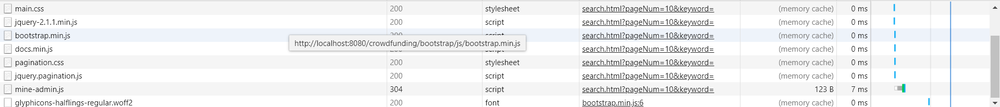 main.css 200 stylesheet search.html?pageNum=10&keyword= (memory cache) 0 ms
jquery-2.1.1.min.js 200 script search.html?pageNum=10&keyword= (memory cache) 0 ms
bootstrap.min.js search.html?pageNum=10&keyword= (memory cache) 0 ms
http://localhost:8080/crowdfunding/bootstrap/js/bootstrap.min.js
docs.min.js search.html?pageNum=10&keyword= (memory cache) 0 ms
pagination.css 200 stylesheet search.html?pageNum=10&keyword= (memory cache) 0 ms
jquery.pagination.js 200 script search.html?pageNum=10&keyword= (memory cache) 0 ms
mine-admin.js 304 script search.html?pageNum=10&keyword= 123 B 7 ms
glyphicons-halflings-regular.woff2 200 font bootstrap.min.js:6 (memory cache) 0 ms